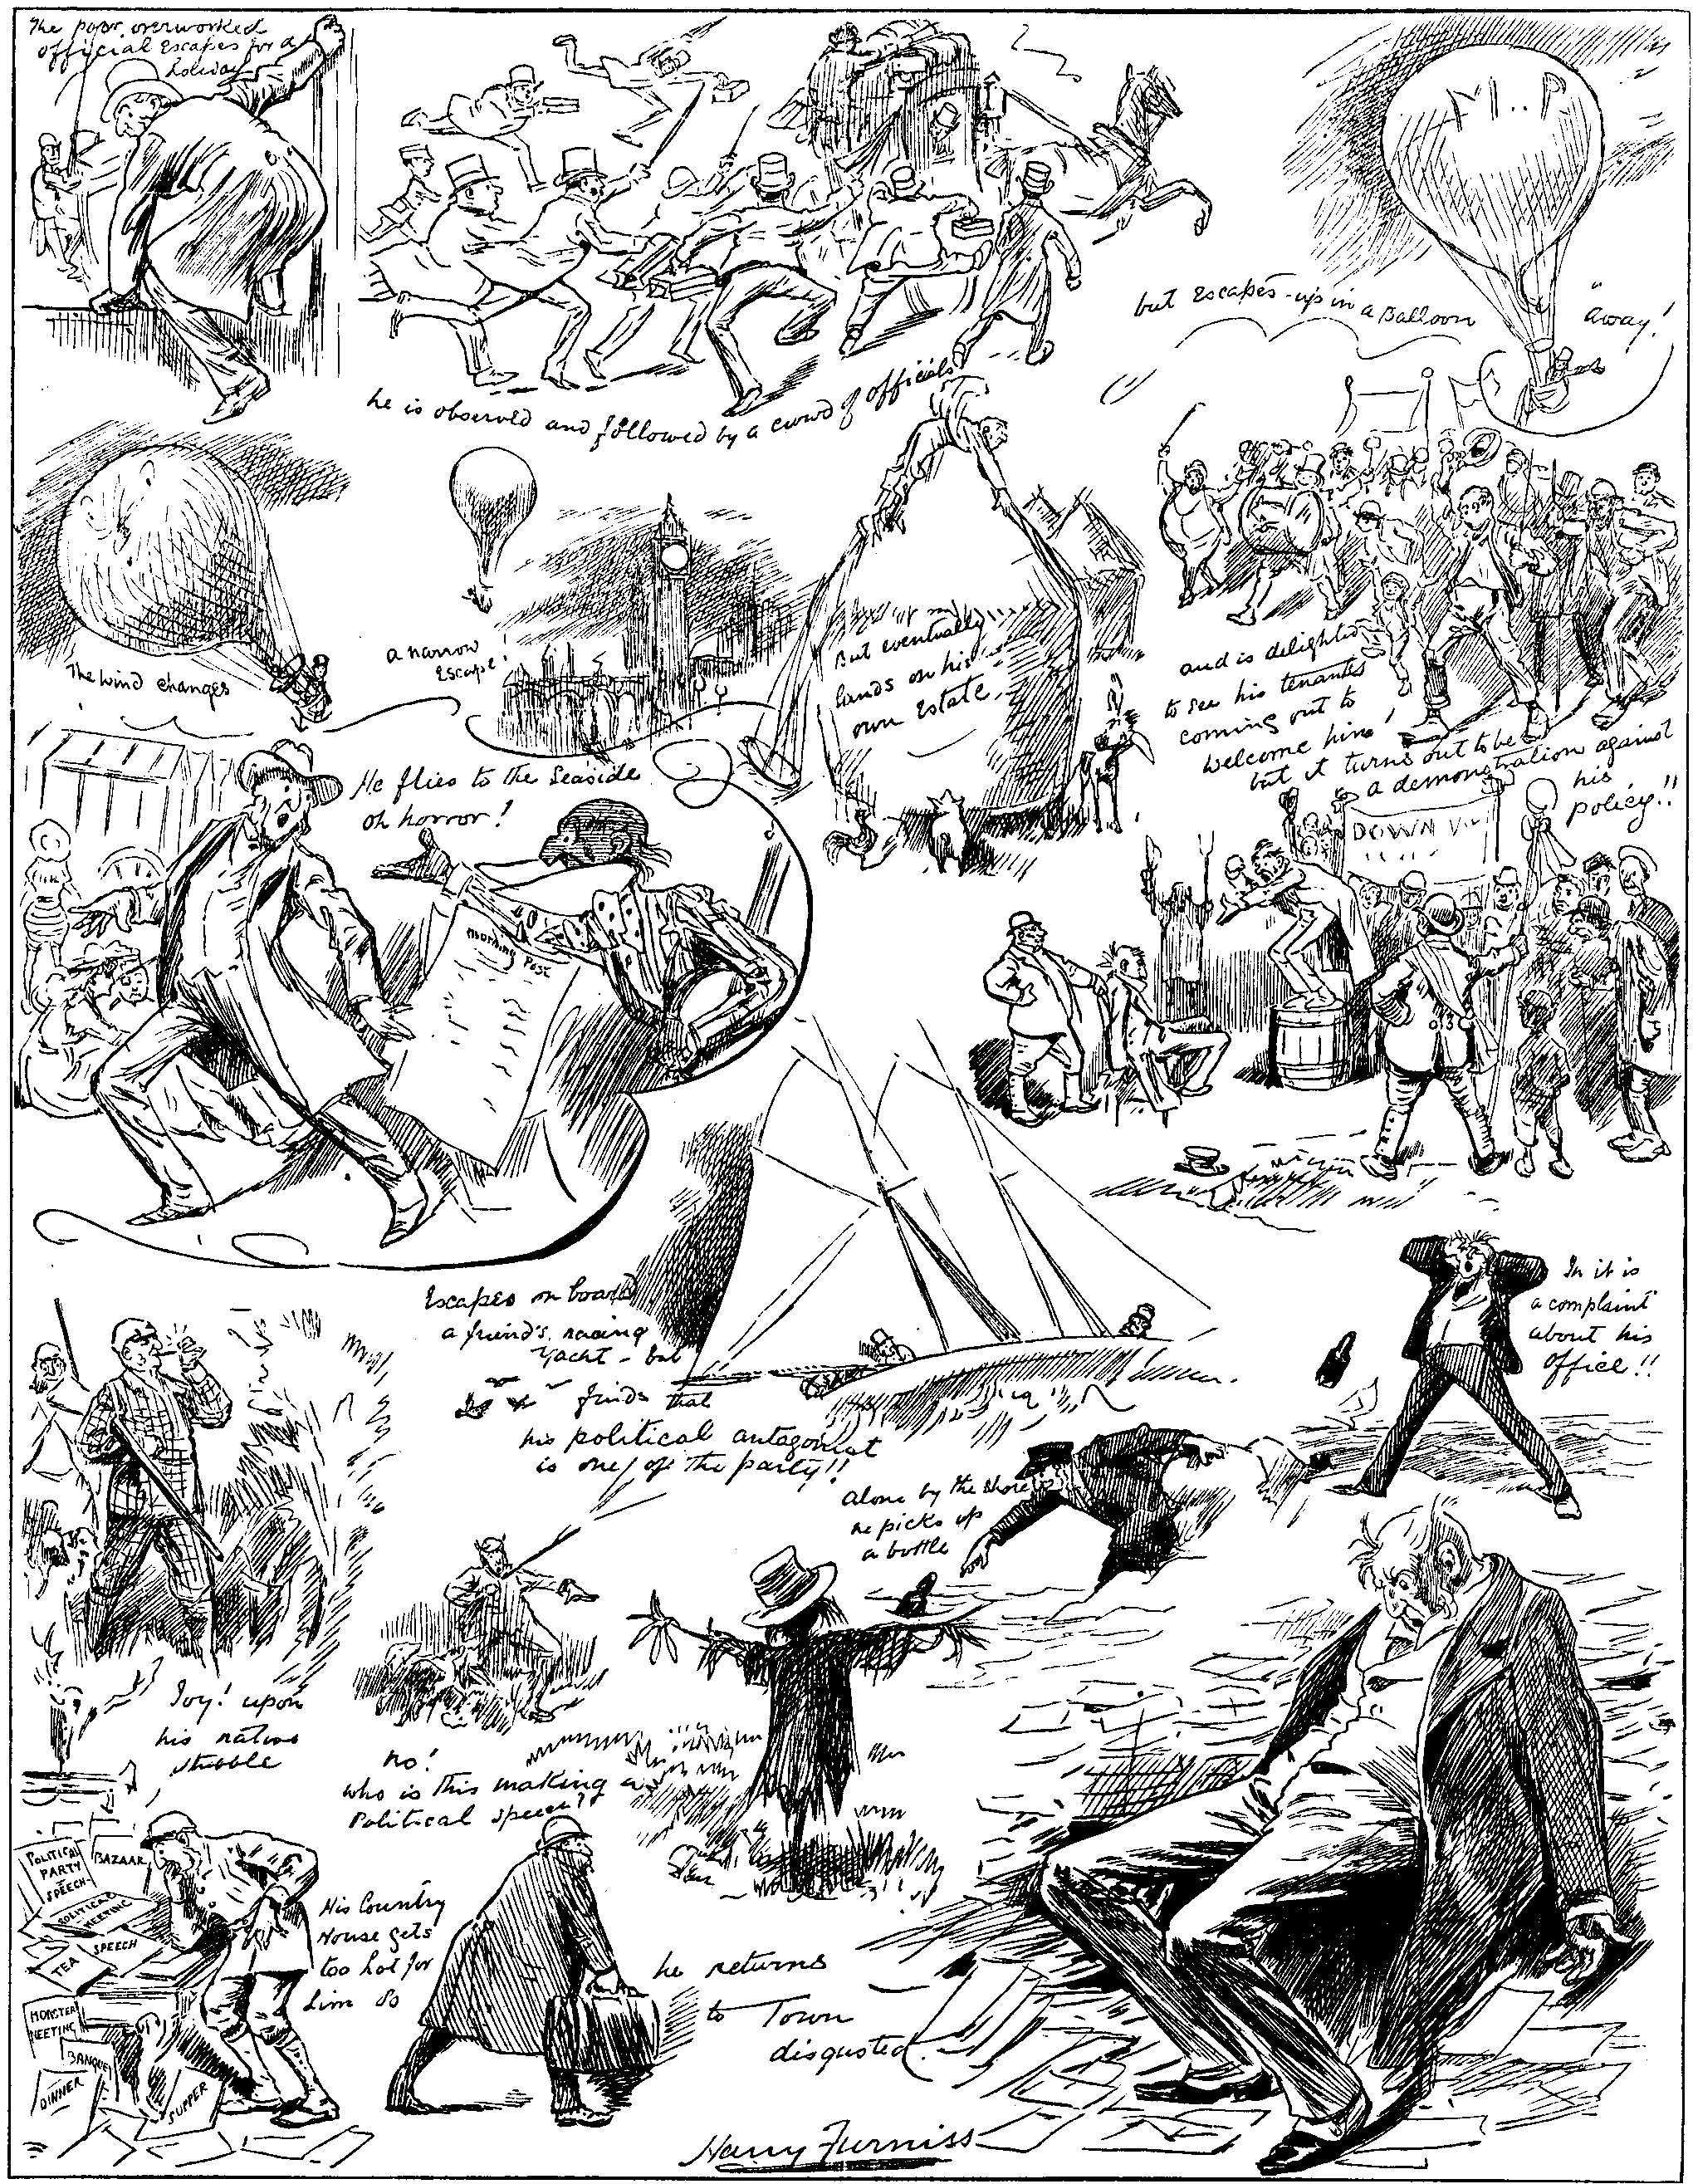 The poor overworked
official Escapes for a
holiday
he is observed and followed by a crowd of officials
M..P
but Escapes-up in a Balloon
"away!
The wind changes
a narrow
Escape!
But eventually
lands on his
own Estate.
and is delighted
to see his tenants
coming out to
welcome him!
but it turns out to be
a demonstration against
his
policy!!
DOWN
He flies to the Seaside
oh horror!
Morning Post
Escapes on board
a friend's racing
Yacht - but
finds that
his political antagonist
is one of the party!!
alone by the shore
he picks up
a bottle
In it is
a complaint
about his
office!!
Joy! upon
his native
stubble
no!
who is this making a
Political speech?
POLITICAL
PARTY
SPEECH
BAZAAR
POLITICAL
MEETING
SPEECH
TEA
MONSTER
MEETING
BANQUET
DINNER
SUPPER
His Country
House gets
too hot for
him so
he returns
to Town
disgusted.
Harry Furniss